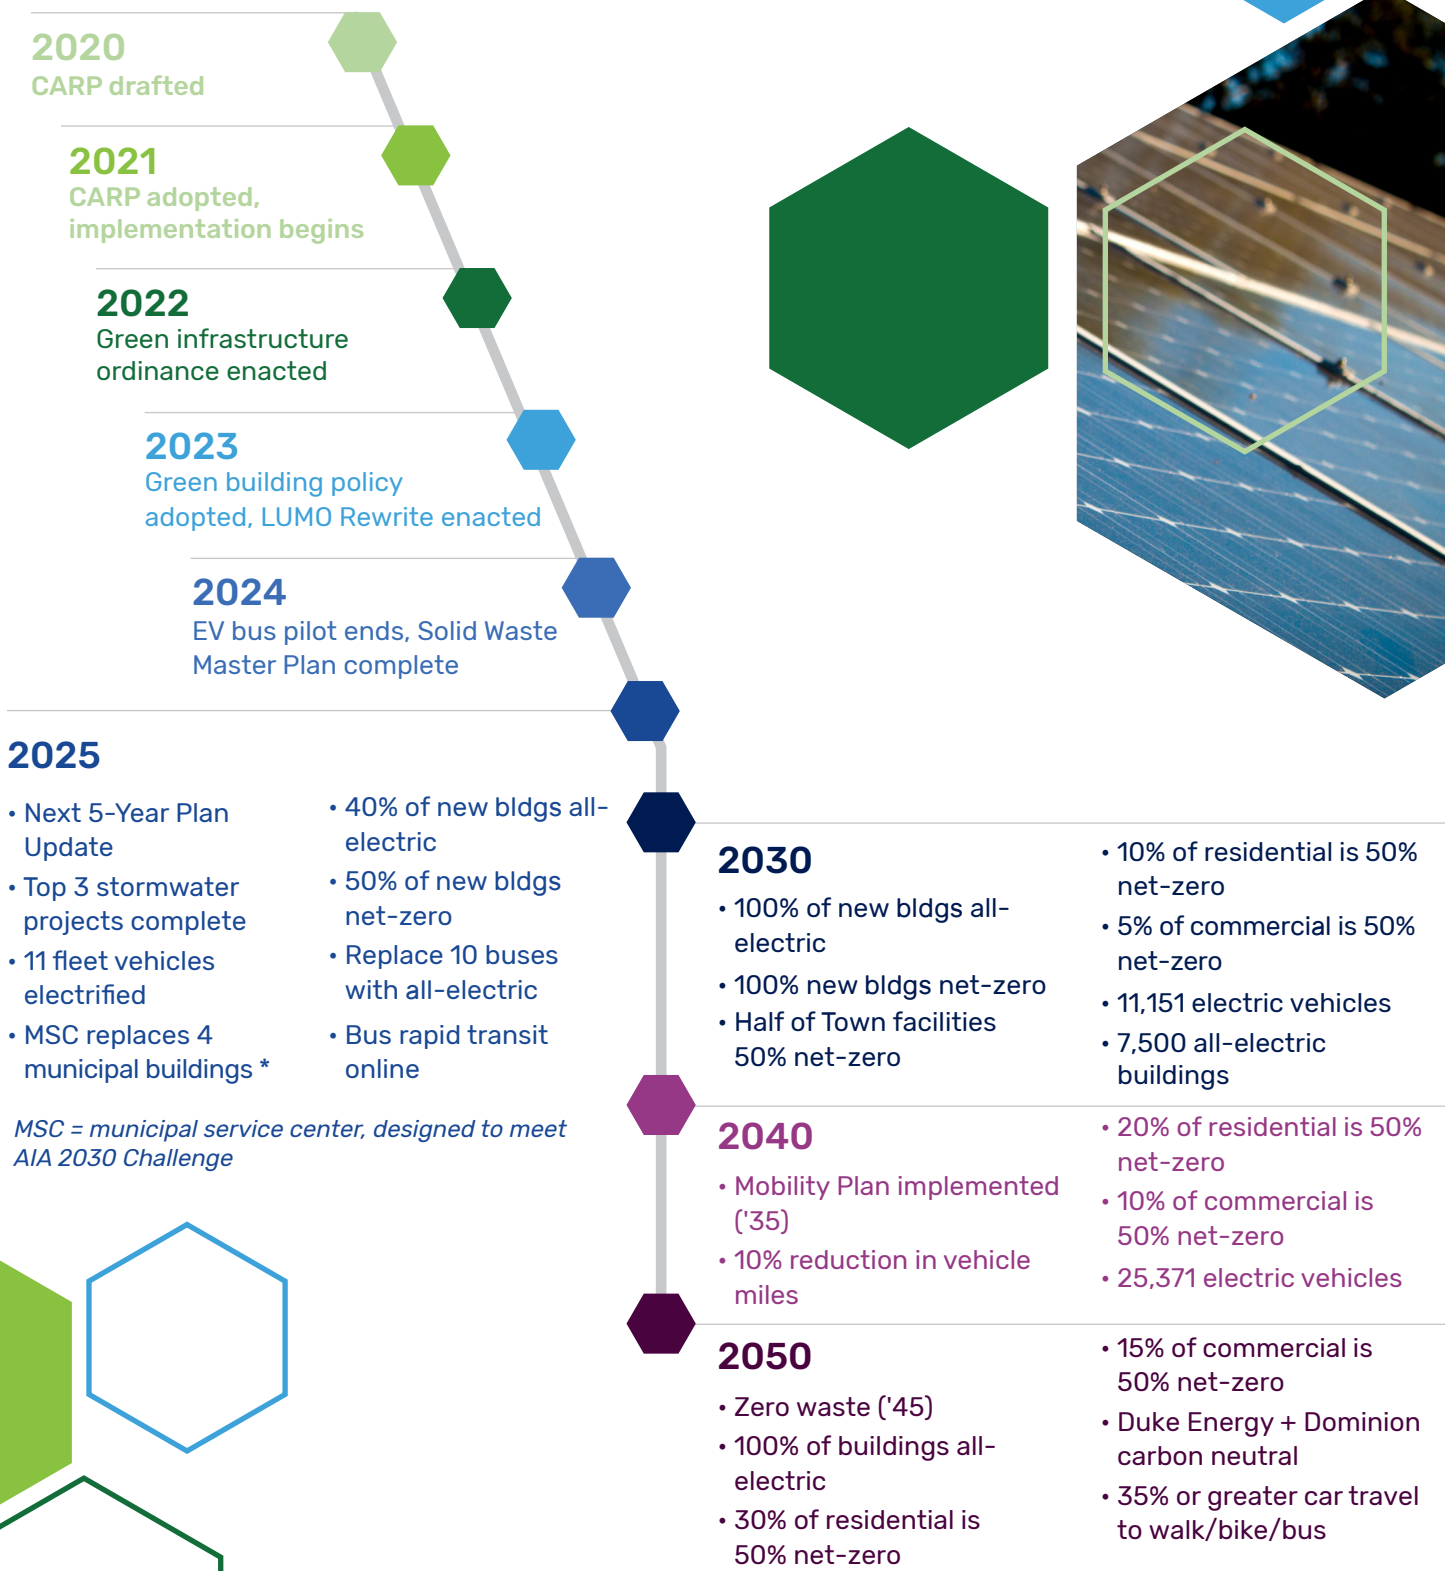 2020
CARP drafted
2021
CARP adopted,
implementation begins
2022
Green infrastructure
ordinance enacted
2023
Green building policy
adopted, LUMO Rewrite enacted
2024
EV bus pilot ends, Solid Waste
Master Plan complete
2025
• Next 5-Year Plan
Update
• Top 3 stormwater
projects complete
• 11 fleet vehicles
electrified
• MSC replaces 4
municipal buildings *
• 40% of new bldgs all-
electric
• 50% of new bldgs
net-zero
• Replace 10 buses
with all-electric
• Bus rapid transit
online
MSC = municipal service center, designed to meet
AIA 2030 Challenge
2030
• 100% of new bldgs all-
electric
• 100% new bldgs net-zero
• Half of Town facilities
50% net-zero
• 10% of residential is 50%
net-zero
• 5% of commercial is 50%
net-zero
• 11,151 electric vehicles
• 7,500 all-electric
buildings
2040
• Mobility Plan implemented
('35)
• 10% reduction in vehicle
miles
• 20% of residential is 50%
net-zero
• 10% of commercial is
50% net-zero
• 25,371 electric vehicles
2050
• Zero waste ('45)
• 100% of buildings all-
electric
• 30% of residential is
50% net-zero
• 15% of commercial is
50% net-zero
• Duke Energy + Dominion
carbon neutral
• 35% or greater car travel
to walk/bike/bus